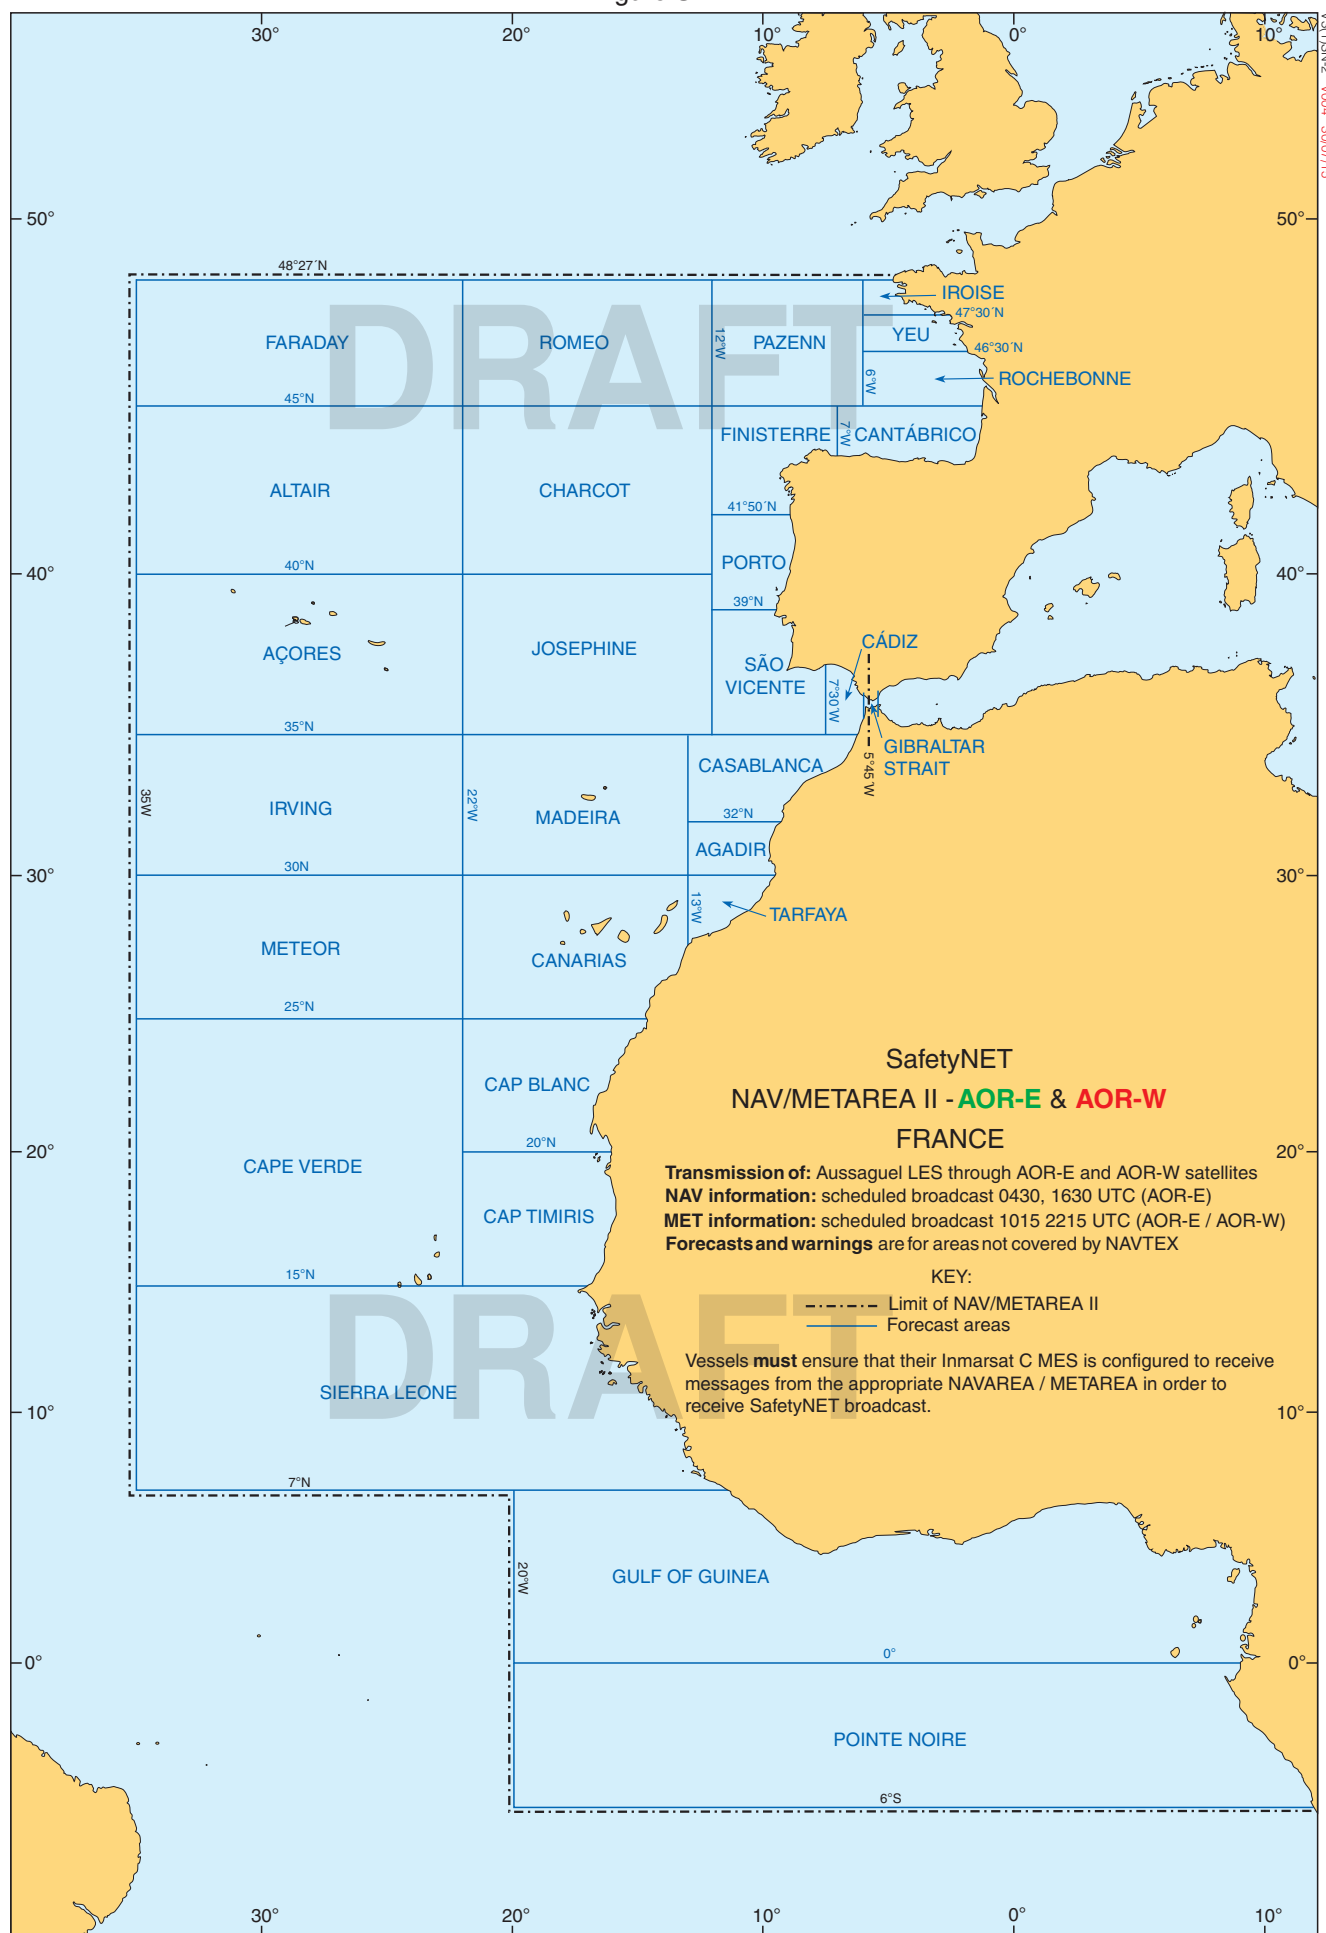 30° 20° 10° 0° 10°
50° 50°
48°27´N
IROISE
47°30´N
FARADAY ROMEO 12°W PAZENN YEU
46°30´N
6°W ROCHEBONNE
DRAFT
45°N
FINISTERRE 7°W CANTÁBRICO
ALTAIR CHARCOT
41°50´N
PORTO
40° 40°N 40°
39°N
CÁDIZ
AÇORES JOSEPHINE
SÃO
VICENTE
7°30´W
35°N
GIBRALTAR
STRAIT
5°45´W
CASABLANCA
35W IRVING 22°W MADEIRA
32°N
AGADIR
30° 30N 30°
13°W TARFAYA
METEOR CANARIAS
25°N
SafetyNET
NAV/METAREA II - AOR-E & AOR-W
FRANCE
CAP BLANC
20° 20°N 20°
CAPE VERDE
CAP TIMIRIS
Transmission of: Aussaguel LES through AOR-E and AOR-W satellites
NAV information: scheduled broadcast 0430, 1630 UTC (AOR-E)
MET information: scheduled broadcast 1015 2215 UTC (AOR-E / AOR-W)
Forecasts and warnings are for areas not covered by NAVTEX
15°N
KEY:
Limit of NAV/METAREA II
Forecast areas
DRAFT
SIERRA LEONE
Vessels must ensure that their Inmarsat C MES is configured to receive
messages from the appropriate NAVAREA / METAREA in order to
receive SafetyNET broadcast.
10° 10°
7°N
20°W GULF OF GUINEA
0° 0° 0°
POINTE NOIRE
6°S
30° 20° 10° 0° 10°